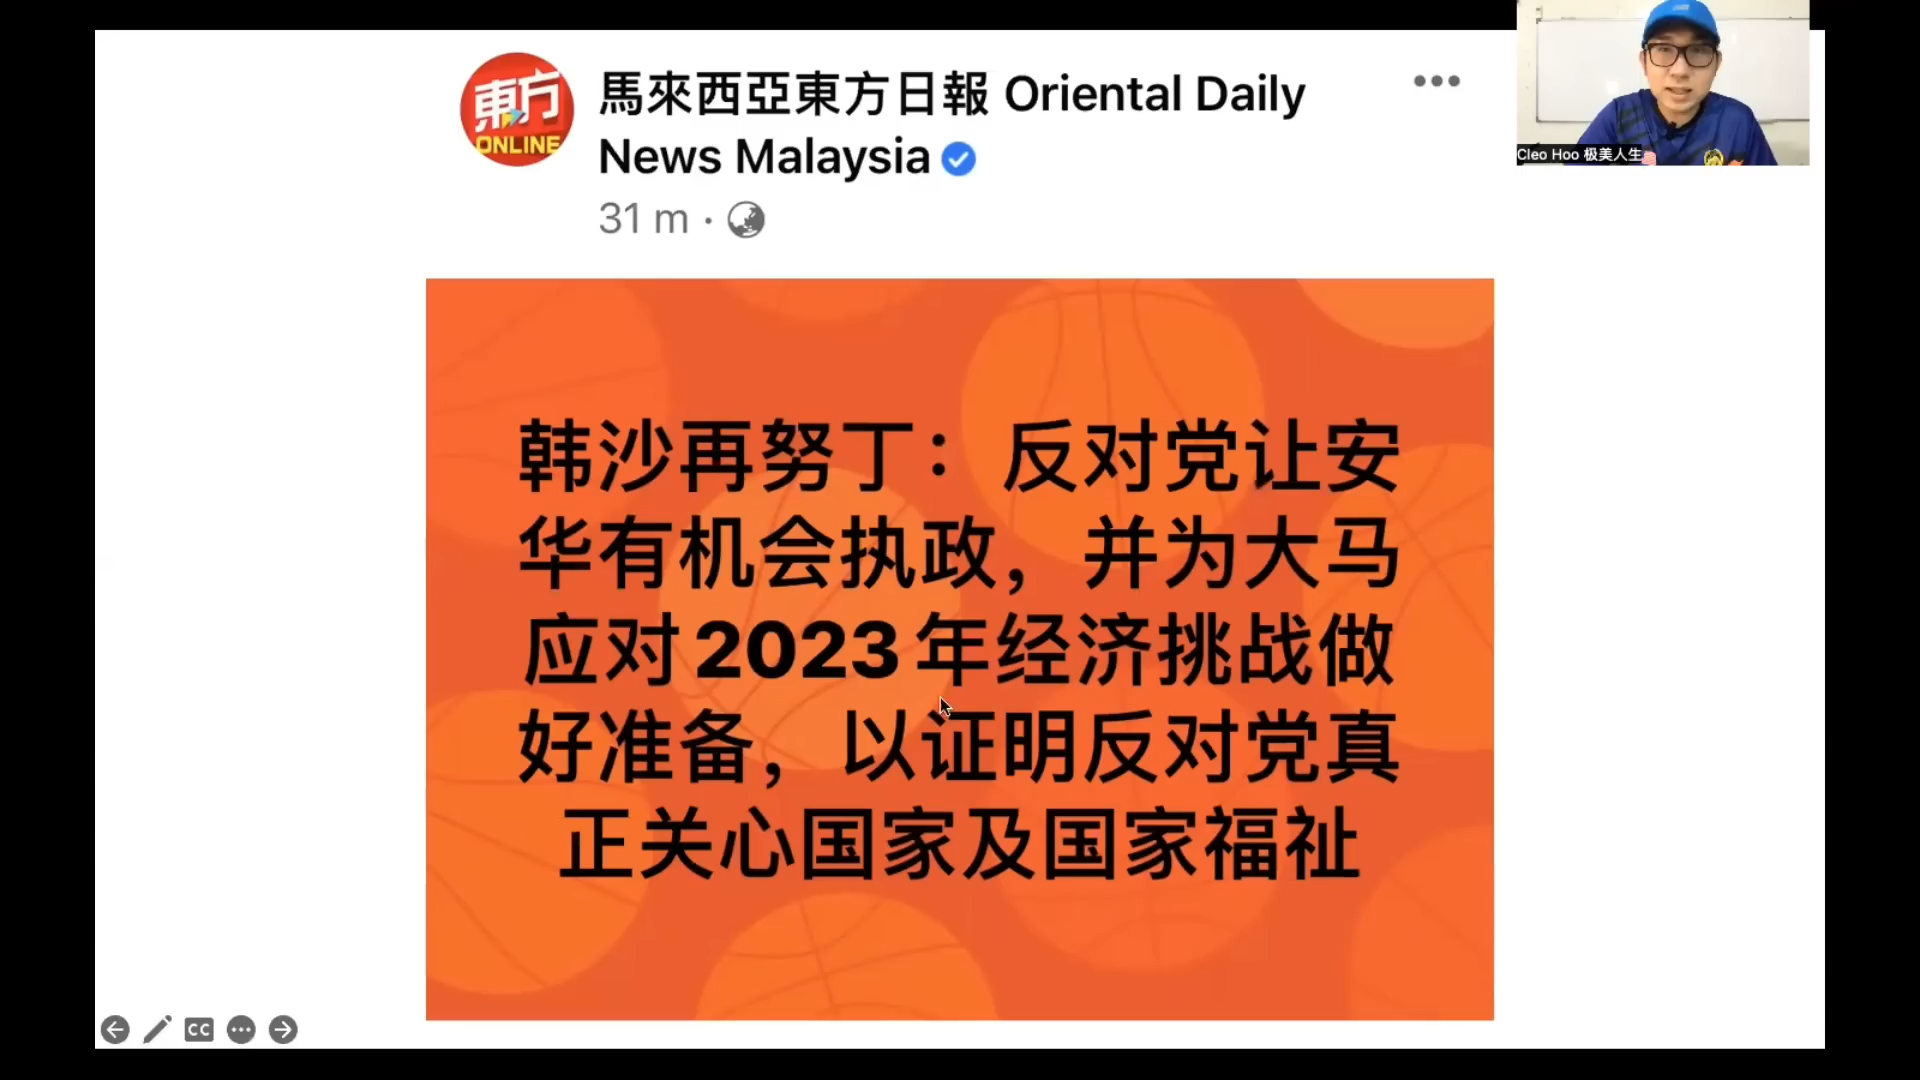 東方
ONLINE
馬來西亞東方日報 Oriental Daily
News Malaysia
31 m ·
Cleo Hoo 极美人生
韩沙再努丁：反对党让安
华有机会执政，并为大马
应对2023年经济挑战做
好准备，以证明反对党真
正关心国家及国家福祉
CC